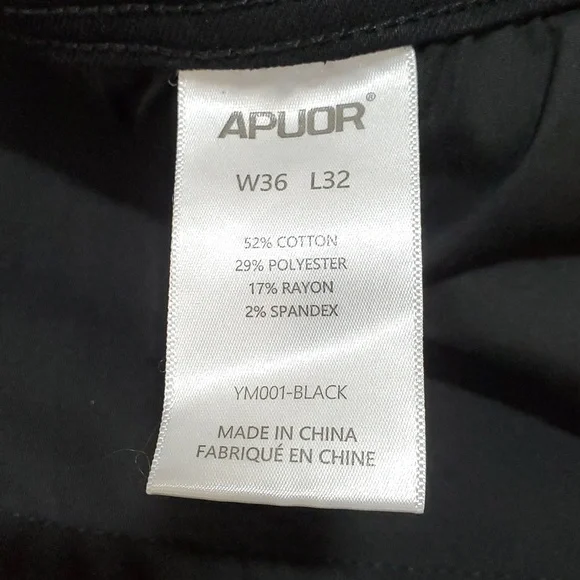 APUOR®
W36 L32
52% COTTON
29% POLYESTER
17% RAYON
2% SPANDEX
YM001-BLACK
MADE IN CHINA
FABRIQUÉ EN CHINE